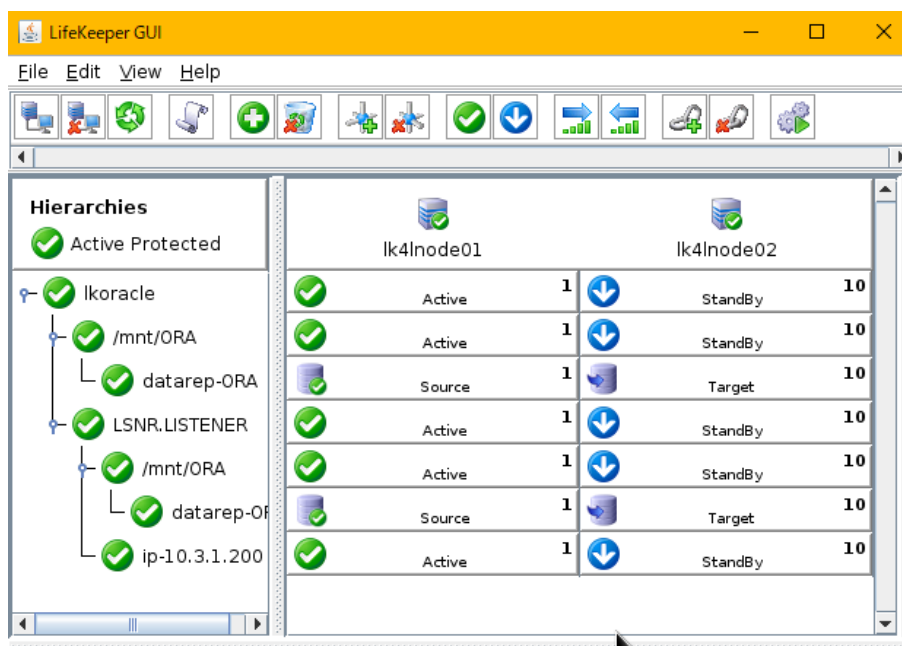 LifeKeeper GUI
File Edit View Help
Hierarchies
Active Protected
lk4lnode01 lk4lnode02
lkoracle Active 1 StandBy 10
/mnt/ORA Active 1 StandBy 10
datarep-ORA Source 1 Target 10
LSNR.LISTENER Active 1 StandBy 10
/mnt/ORA Active 1 StandBy 10
datarep-OR Source 1 Target 10
ip-10.3.1.200 Active 1 StandBy 10